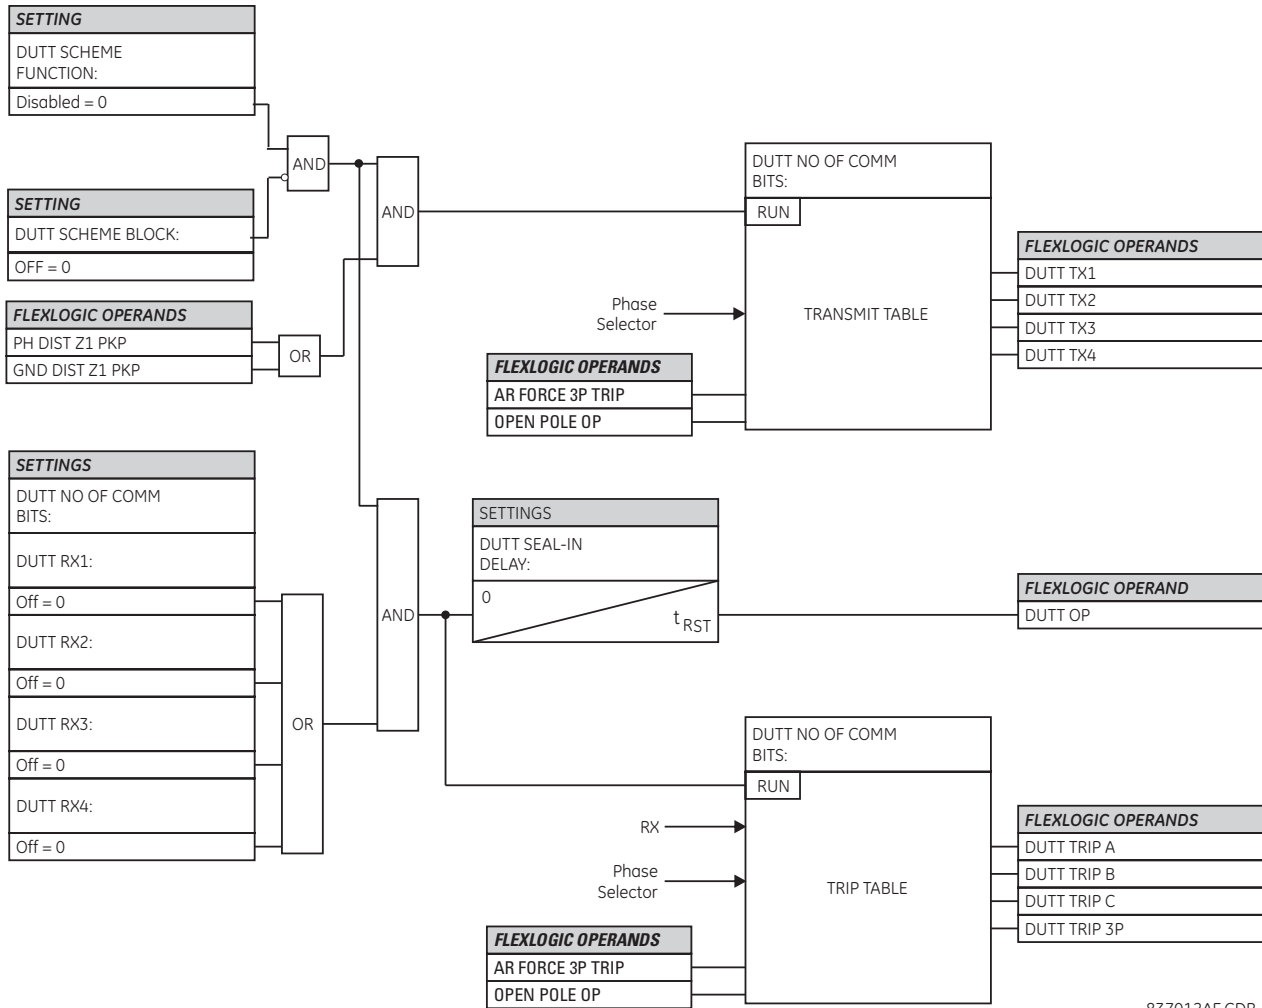 SETTING
DUTT SCHEME
FUNCTION:
Disabled = 0
AND
SETTING
DUTT SCHEME BLOCK:
OFF = 0
FLEXLOGIC OPERANDS
PH DIST Z1 PKP
GND DIST Z1 PKP
OR
AND
DUTT NO OF COMM
BITS:
RUN
Phase
Selector
TRANSMIT TABLE
FLEXLOGIC OPERANDS
AR FORCE 3P TRIP
OPEN POLE OP
FLEXLOGIC OPERANDS
DUTT TX1
DUTT TX2
DUTT TX3
DUTT TX4
SETTINGS
DUTT NO OF COMM
BITS:
DUTT RX1:
Off = 0
DUTT RX2:
Off = 0
DUTT RX3:
Off = 0
DUTT RX4:
Off = 0
OR
AND
SETTINGS
DUTT SEAL-IN
DELAY:
0
tRST
FLEXLOGIC OPERAND
DUTT OP
DUTT NO OF COMM
BITS:
RUN
RX
Phase
Selector
TRIP TABLE
FLEXLOGIC OPERANDS
AR FORCE 3P TRIP
OPEN POLE OP
FLEXLOGIC OPERANDS
DUTT TRIP A
DUTT TRIP B
DUTT TRIP C
DUTT TRIP 3P